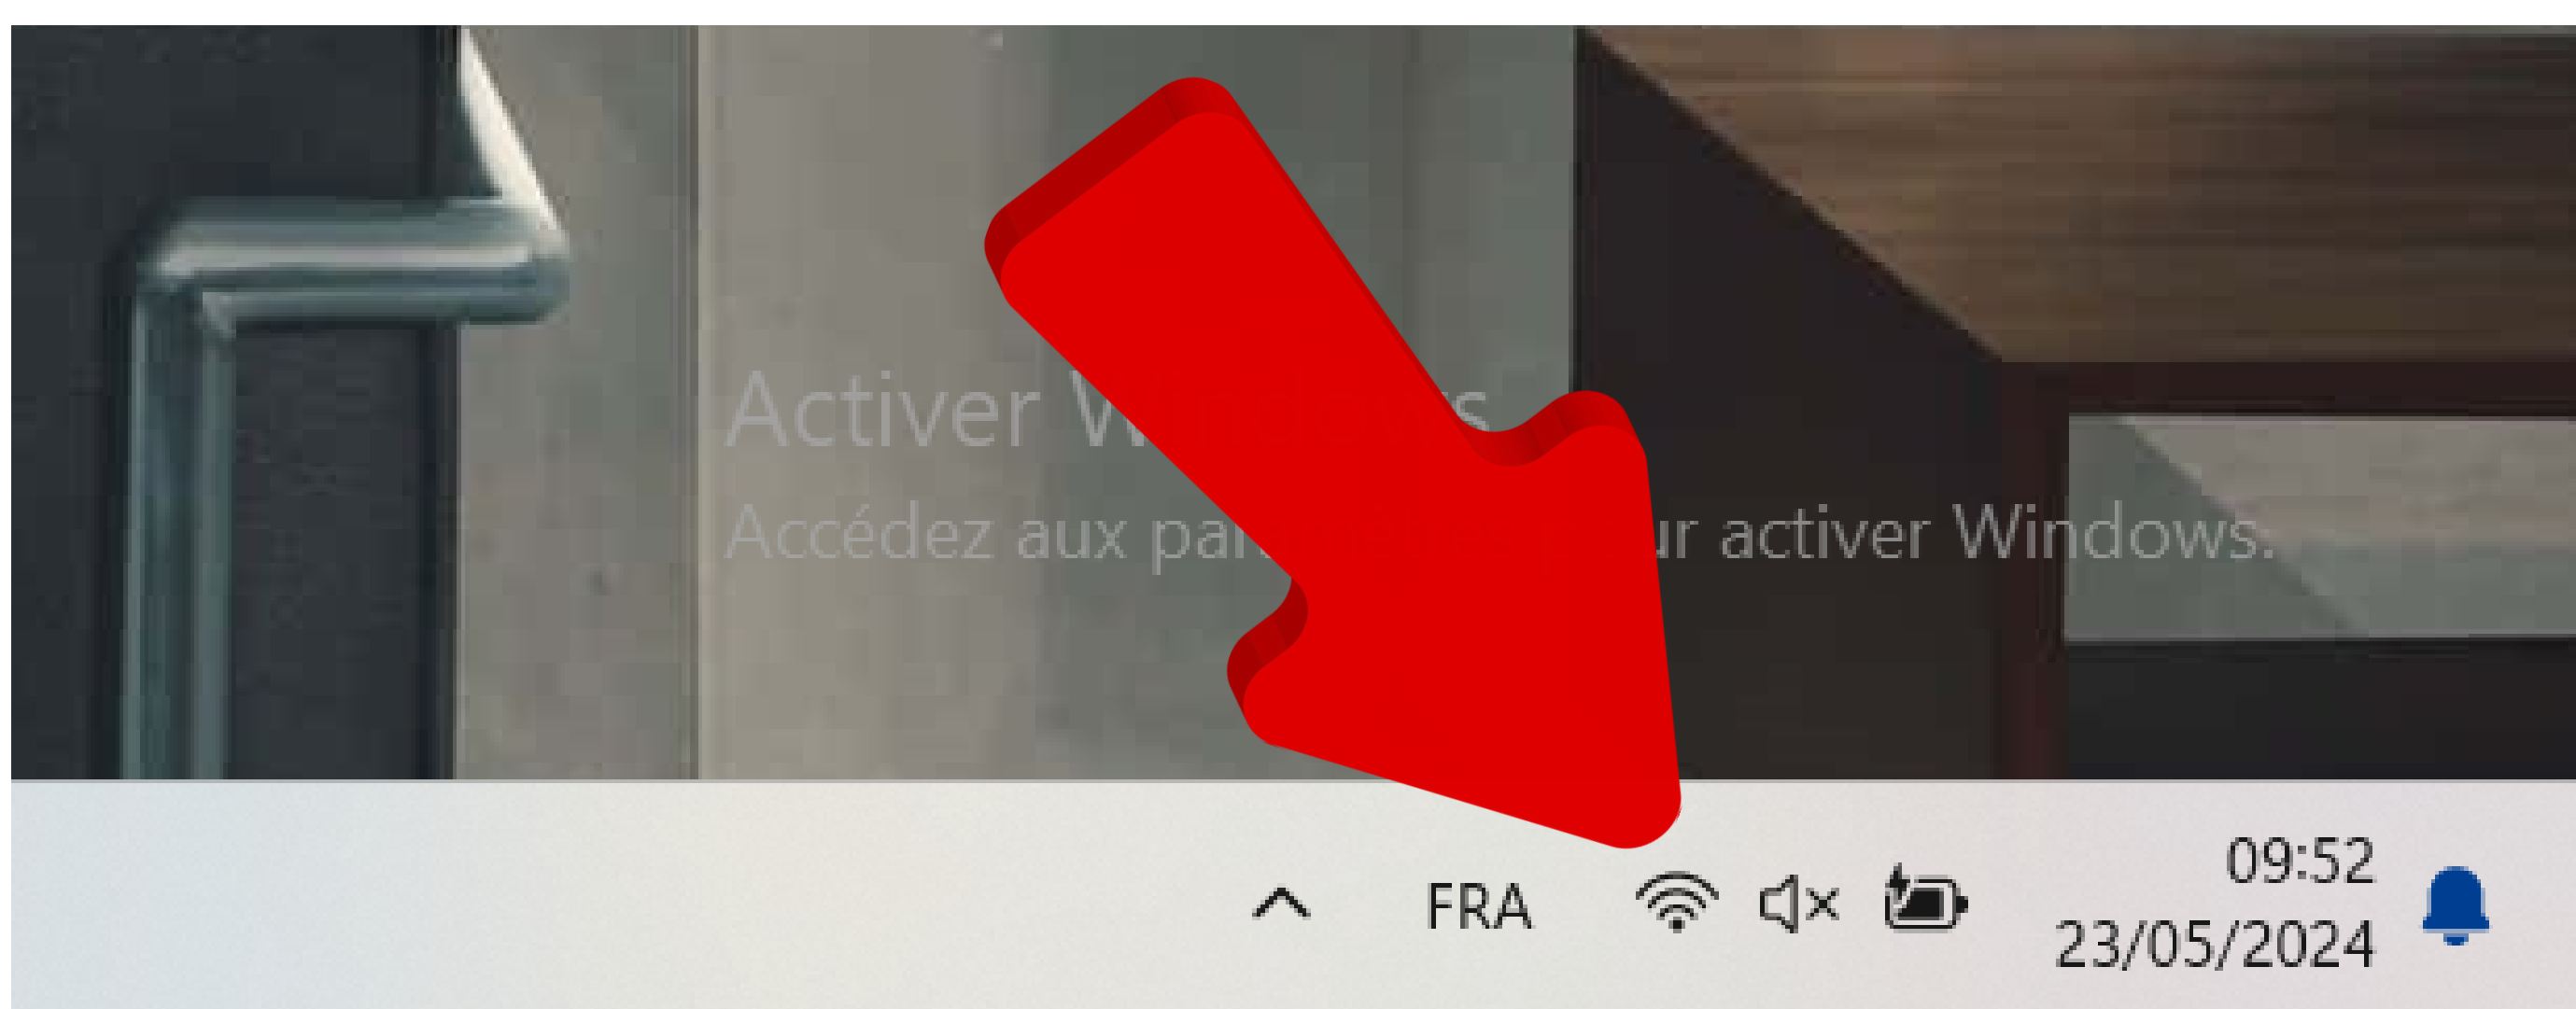 Activer
Accédez aux activer Windows.
FRA
09:52
23/05/2024